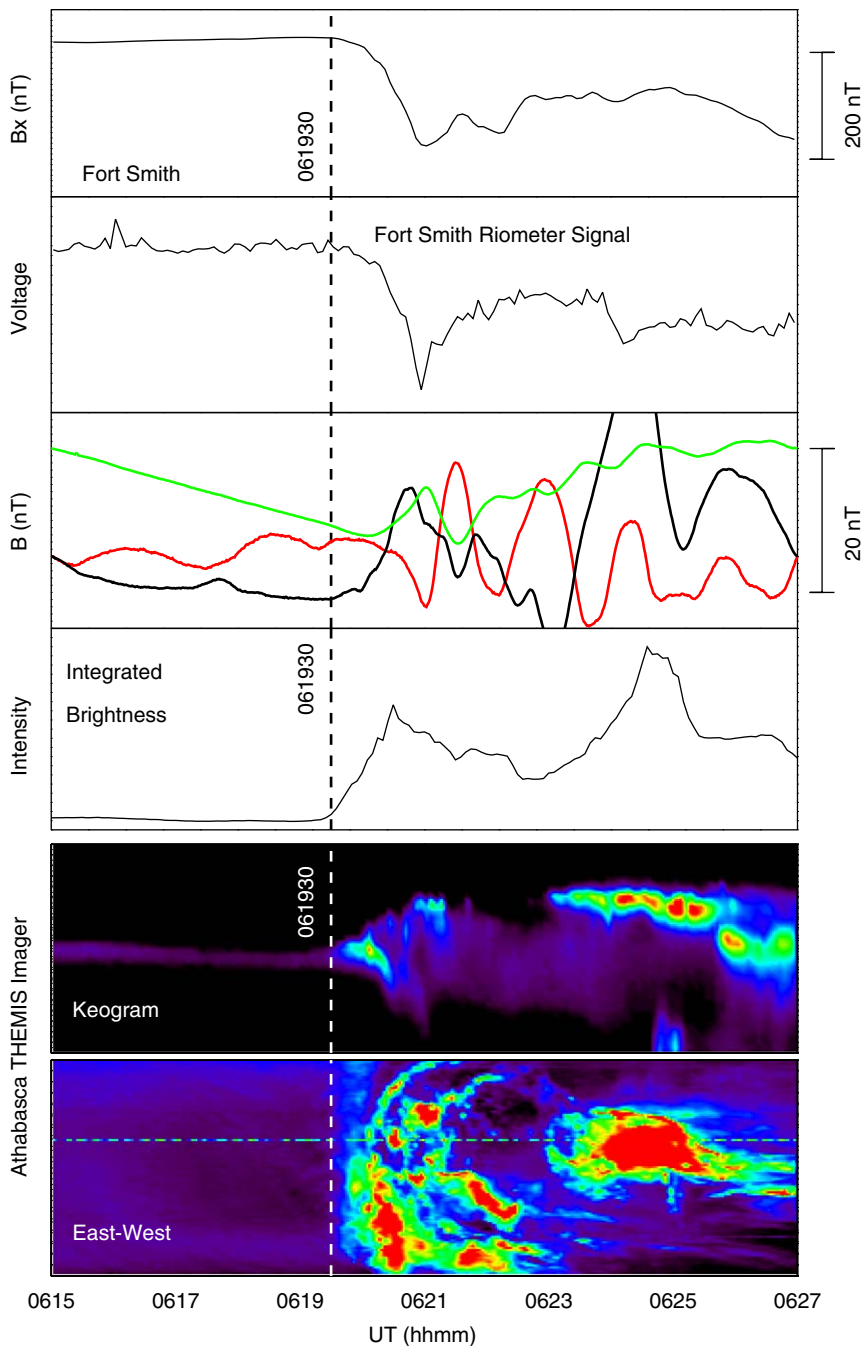 Bx (nT)
061930
Fort Smith
200 nT
Voltage
Fort Smith Riometer Signal
B (nT)
20 nT
Intensity
Integrated
Brightness
061930
Athabasca THEMIS Imager
061930
Keogram
East-West
0615 0617 0619 0621 0623 0625 0627
UT (hhmm)